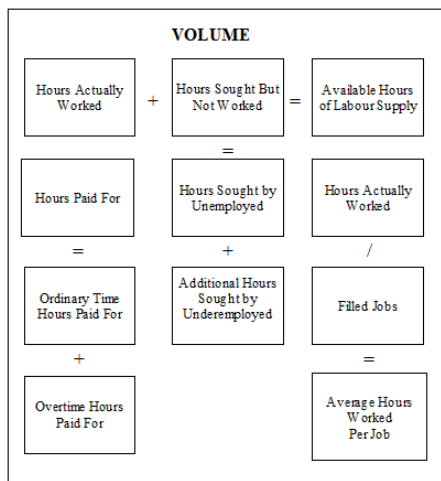 VOLUME
Hours Actually
Worked
+
Hours Sought But
Not Worked
=
Available Hours
of Labour Supply
=
Hours Paid For
Hours Sought by
Unemployed
Hours Actually
Worked
=
+
/
Ordinary Time
Hours Paid For
Additional Hours
Sought by
Underemployed
Filled Jobs
+
=
Overtime Hours
Paid For
Average Hours
Worked
Per Job